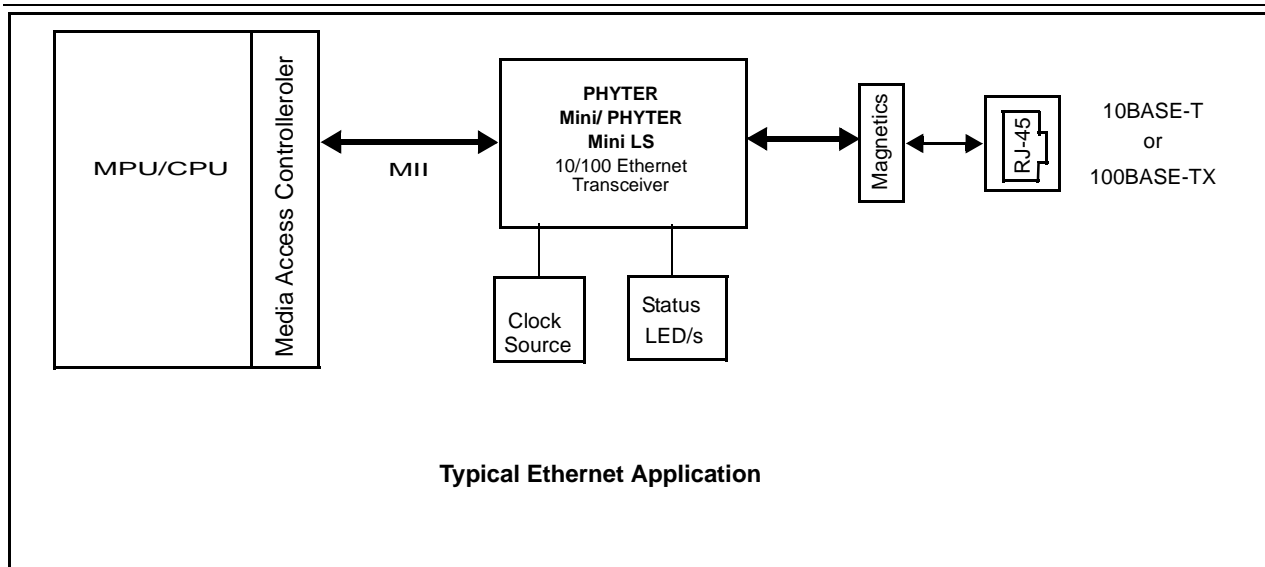 MPU/CPU
Media Access Controlleroler
MII
PHYTER
Mini/ PHYTER
Mini LS
10/100 Ethernet
Transceiver
Magnetics
RJ-45
10BASE-T
or
100BASE-TX
Clock
Source
Status
LED/s
Typical Ethernet Application